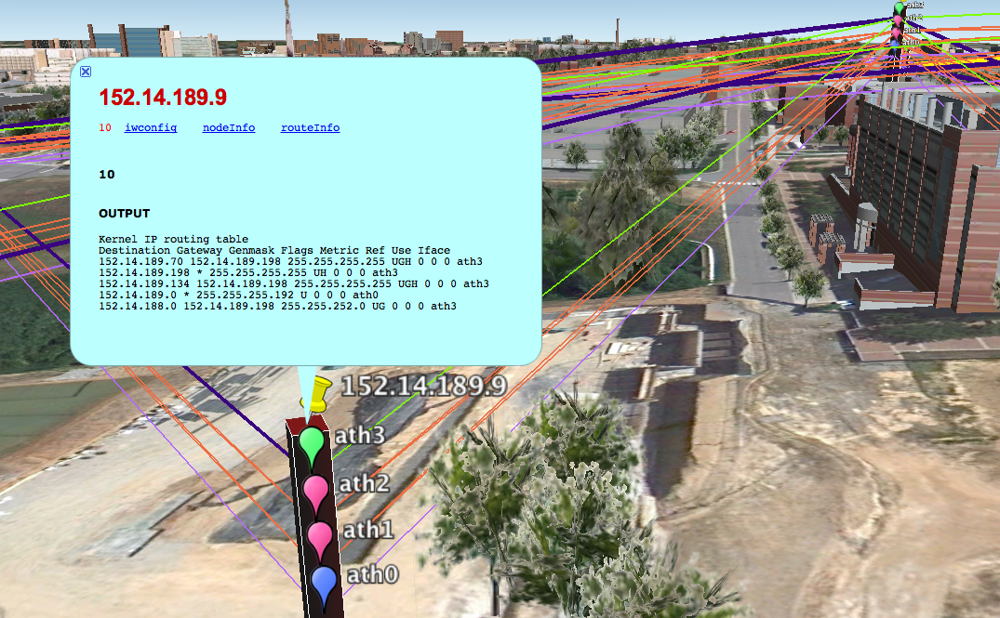 ath3
ath2
ath1
ath0
152.14.189.9
10 iwconfig nodeInfo routeInfo
10
OUTPUT
Kernel IP routing table
Destination Gateway Genmask Flags Metric Ref Use Iface
152.14.189.70 152.14.189.198 255.255.255.255 UGH 0 0 0 ath3
152.14.189.198 * 255.255.255.255 UH 0 0 0 ath3
152.14.189.134 152.14.189.198 255.255.255.255 UGH 0 0 0 ath3
152.14.189.0 * 255.255.255.192 U 0 0 0 ath0
152.14.188.0 152.14.189.198 255.255.252.0 UG 0 0 0 ath3
152.14.189.9
ath3
ath2
ath1
ath0